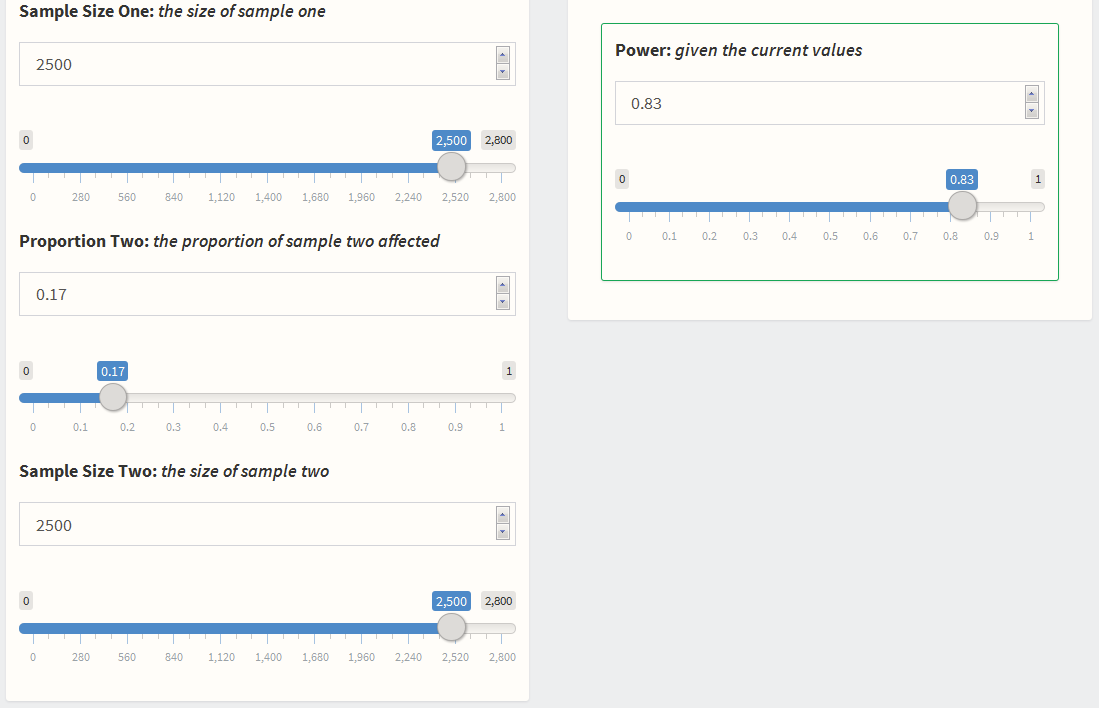 Sample Size One: the size of sample one
2500
0 2,500 2,800
0 280 560 840 1,120 1,400 1,680 1,960 2,240 2,520 2,800
Proportion Two: the proportion of sample two affected
0.17
0 0.17 1
0 0.1 0.2 0.3 0.4 0.5 0.6 0.7 0.8 0.9 1
Sample Size Two: the size of sample two
2500
0 2,500 2,800
0 280 560 840 1,120 1,400 1,680 1,960 2,240 2,520 2,800
Power: given the current values
0.83
0 0.83 1
0 0.1 0.2 0.3 0.4 0.5 0.6 0.7 0.8 0.9 1